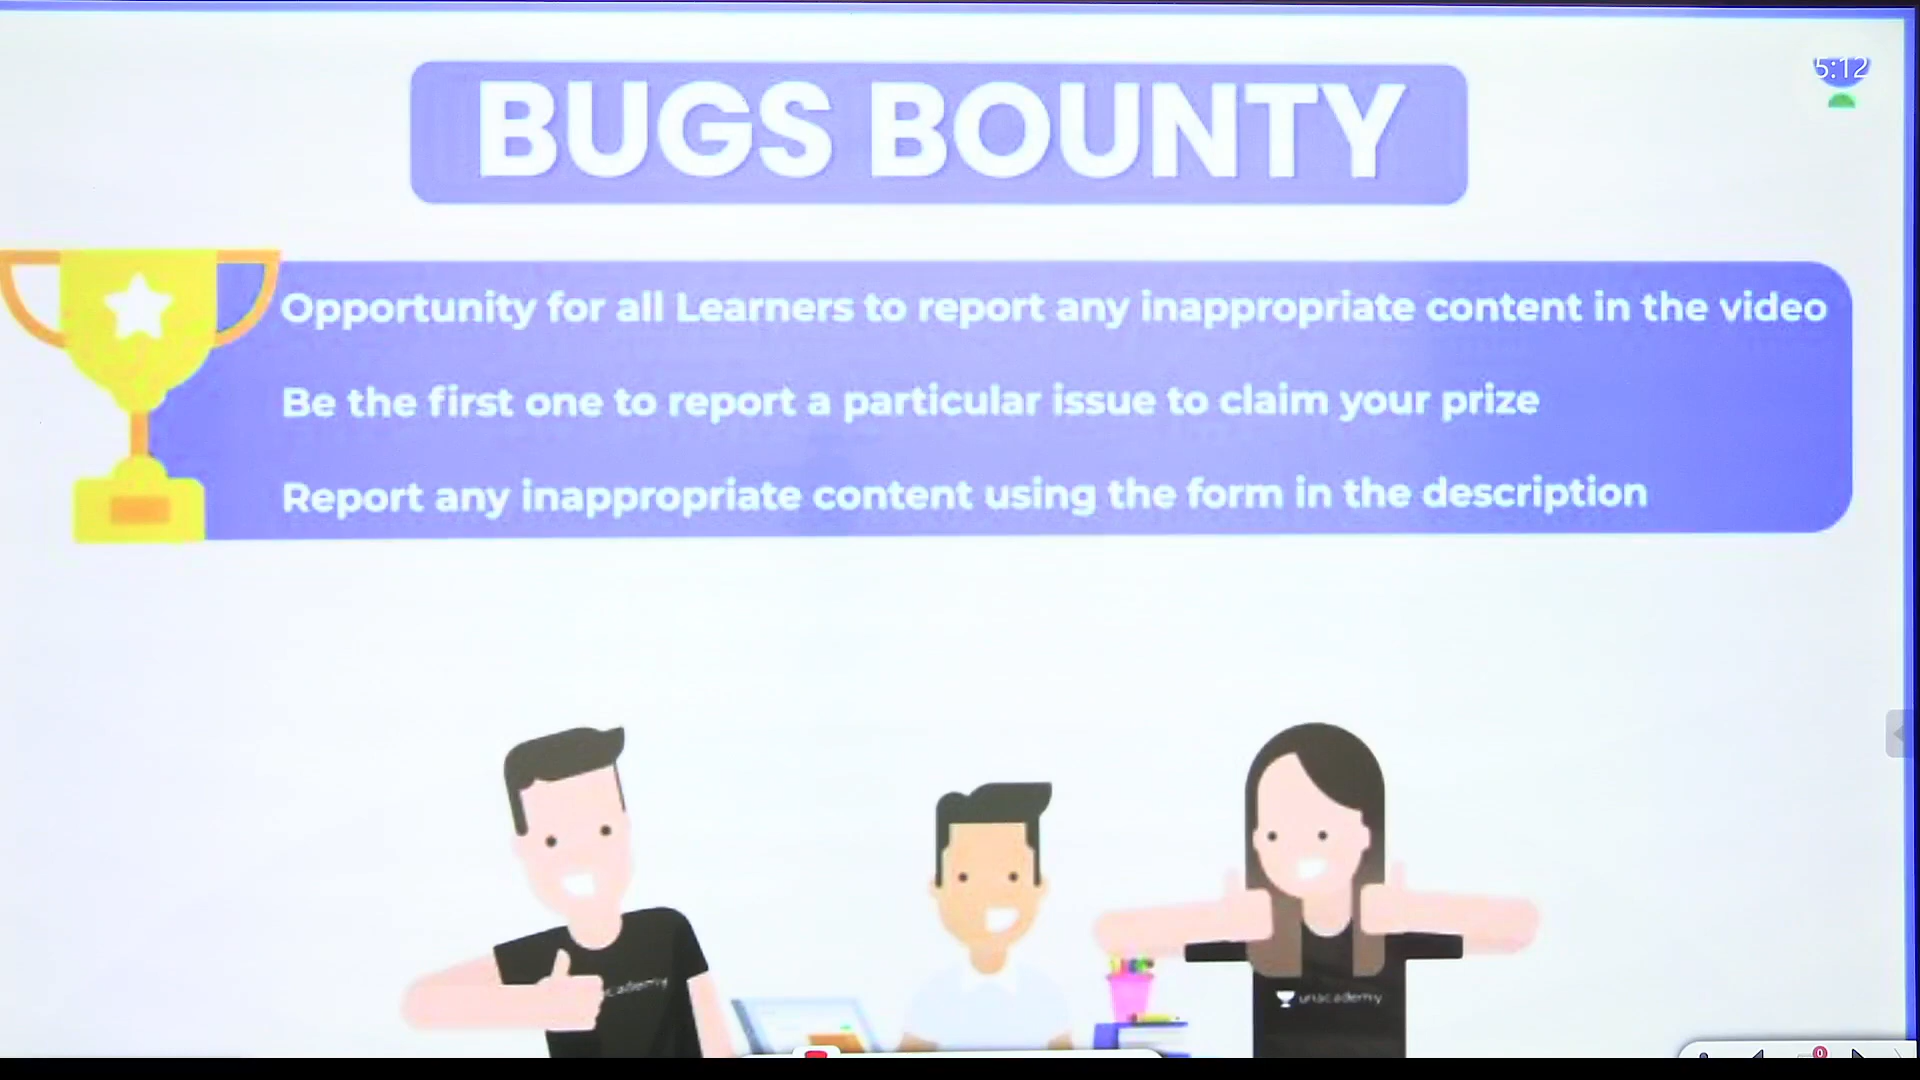 BUGS BOUNTY
5:12
Opportunity for all Learners to report any inappropriate content in the video
Be the first one to report a particular issue to claim your prize
Report any inappropriate content using the form in the description
unacademy
0